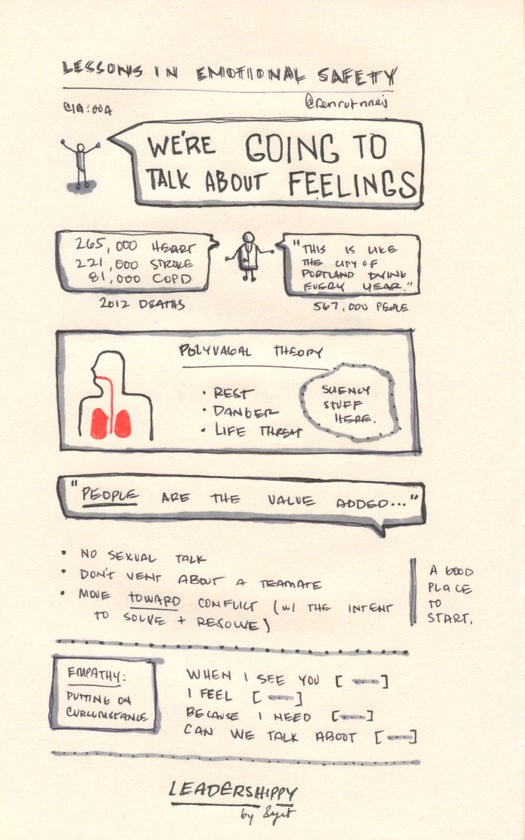 LESSONS IN EMOTIONAL SAFETY
@renrutnnej
WE'RE GOING TO
TALK ABOUT FEELINGS
265,000 HEART
221,000 STROKE
81,000 COPD
2012 DEATHS
"THIS IS LIKE
THE CITY OF
PORTLAND DYING
EVERY YEAR."
567,000 PEOPLE
POLYVAGAL THEORY
• REST
• DANGER
• LIFE THREAT
SCIENCY
STUFF
HERE.
"PEOPLE ARE THE VALUE ADDED..."
• NO SEXUAL TALK
• DON'T VENT ABOUT A TEAMATE
• MOVE TOWARD CONFLICT (w/ THE INTENT
TO SOLVE + RESOLVE)
A GOOD
PLACE
TO
START.
EMPATHY:
PUTTING ON
CIRCUMSTANCE
WHEN I SEE YOU [ — ]
I FEEL [ — ]
BECAUSE I NEED [ — ]
CAN WE TALK ABOUT [ — ]
LEADERSHIPPY
by